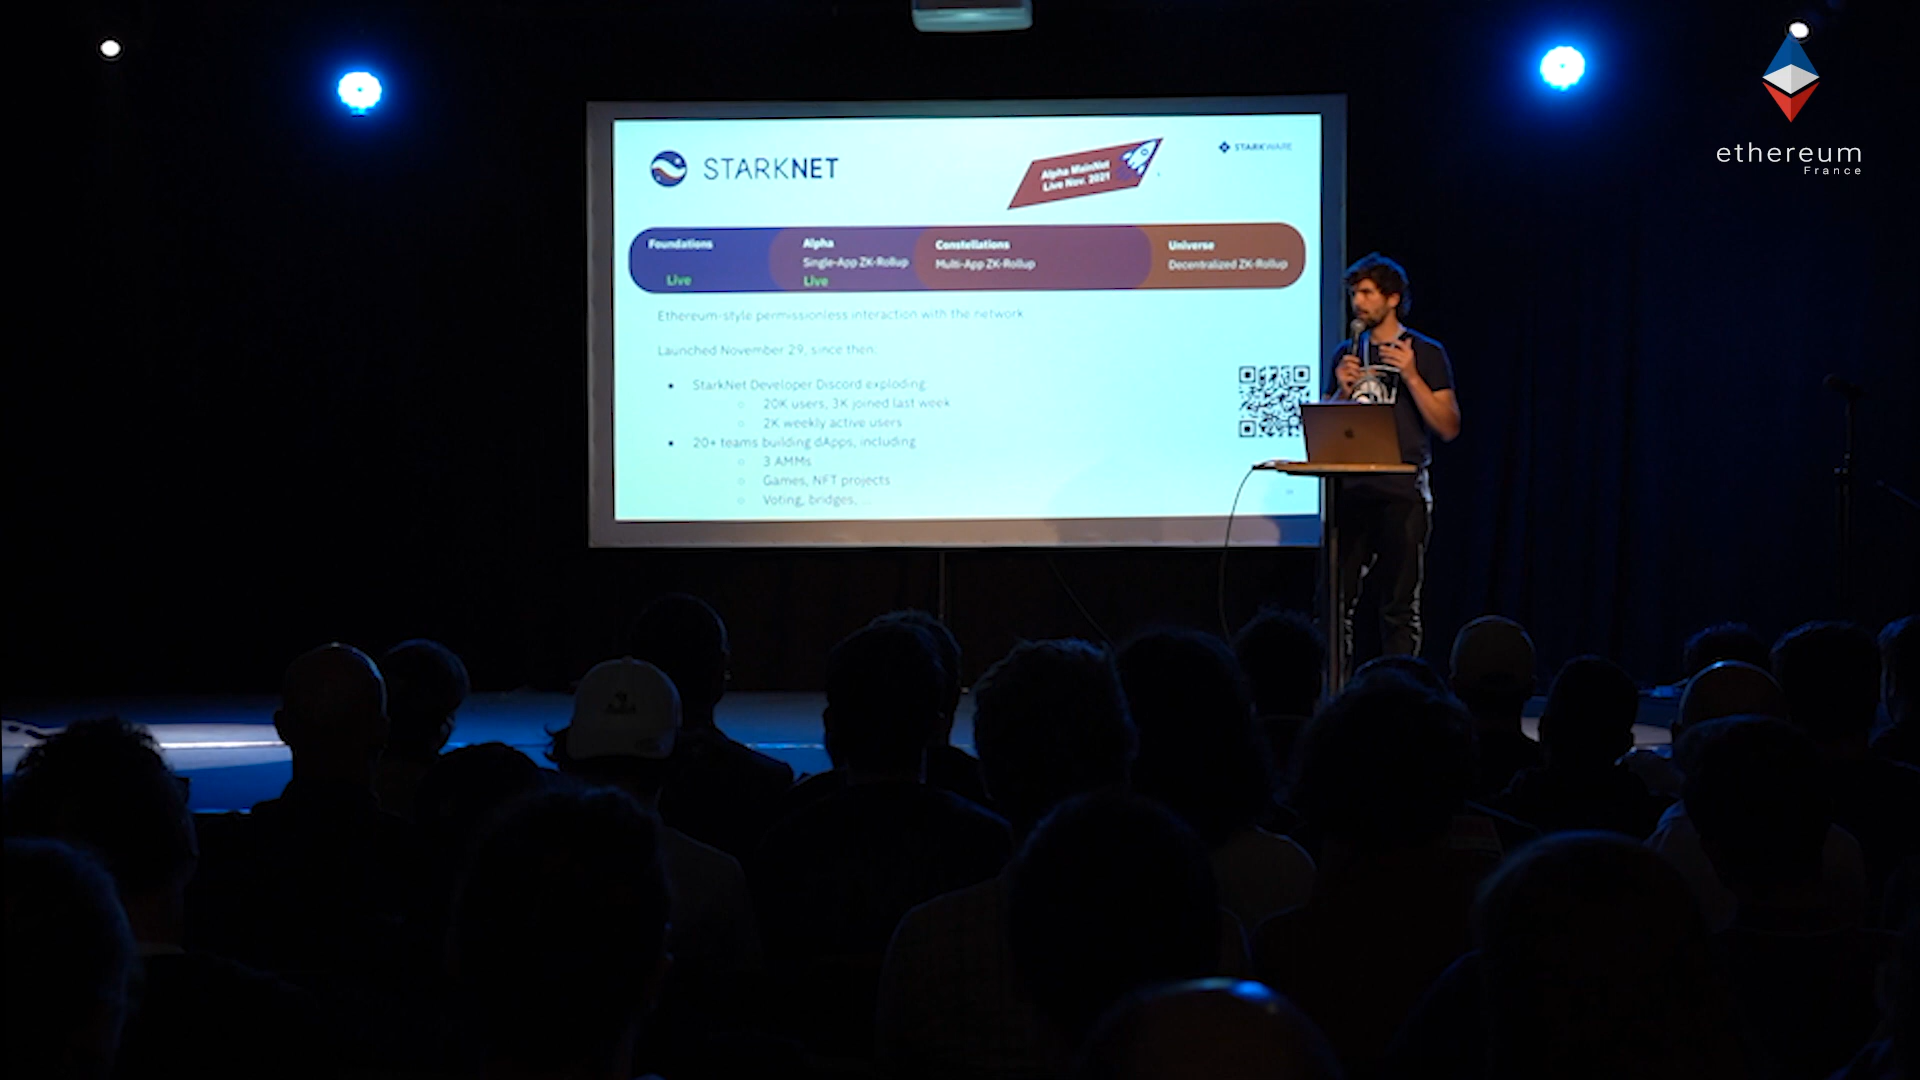 ethereum
France
STARKNET
Alpha MainNet
Live Nov. 2021
STARKWARE
Foundations
Live
Alpha
Single-App ZK-Rollup
Live
Constellations
Multi-App ZK-Rollup
Universe
Decentralized ZK-Rollup
Ethereum-style permissionless interaction with the network
Launched November 29, since then:
• StarkNet Developer Discord exploding
○ 20K users, 3K joined last week
○ 2K weekly active users
• 20+ teams building dApps, including
○ 3 AMMs
○ Games, NFT projects
○ Voting, bridges, ...